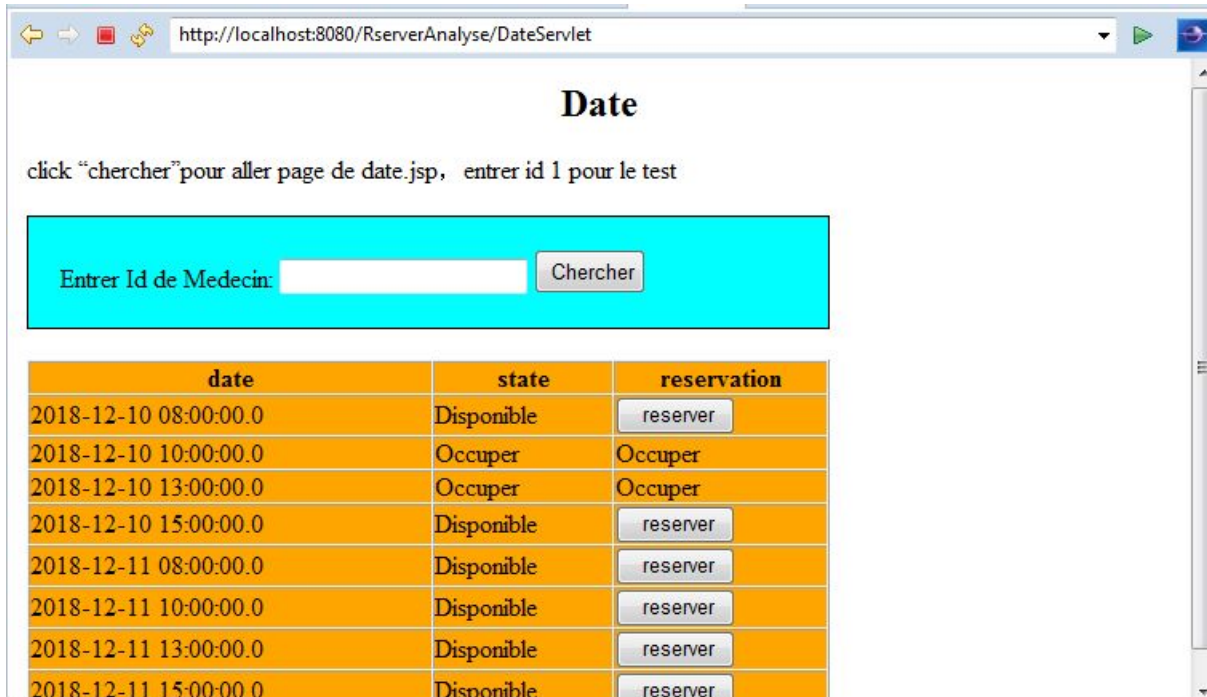 http://localhost:8080/RserverAnalyse/DateServlet
Date
click “chercher”pour aller page de date.jsp，entrer id 1 pour le test
Entrer Id de Medecin: Chercher
date state reservation
2018-12-10 08:00:00.0 Disponible reserver
2018-12-10 10:00:00.0 Occuper Occuper
2018-12-10 13:00:00.0 Occuper Occuper
2018-12-10 15:00:00.0 Disponible reserver
2018-12-11 08:00:00.0 Disponible reserver
2018-12-11 10:00:00.0 Disponible reserver
2018-12-11 13:00:00.0 Disponible reserver
2018-12-11 15:00:00.0 Disponible reserver